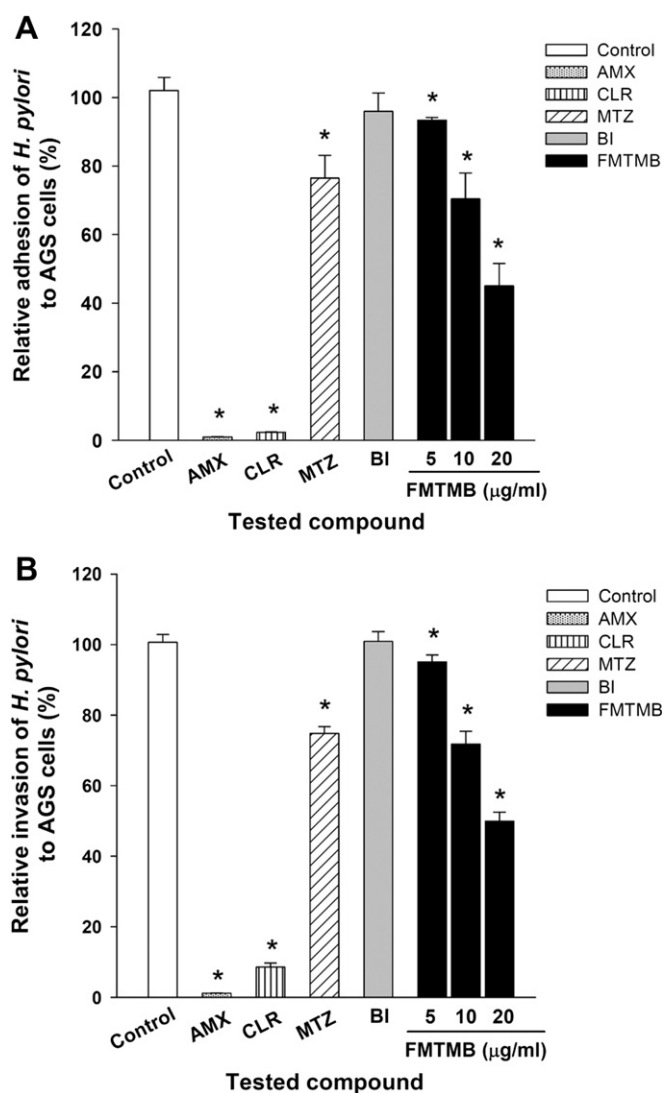 A
Relative adhesion of H. pylori
to AGS cells (%)
120
100
80
60
40
20
0
*
*
*
*
*
*
Control
AMX
CLR
MTZ
BI
5 10 20
FMTMB (μg/ml)
Tested compound
Control
AMX
CLR
MTZ
BI
FMTMB
B
Relative invasion of H. pylori
to AGS cells (%)
120
100
80
60
40
20
0
*
*
*
*
*
*
Control
AMX
CLR
MTZ
BI
5 10 20
FMTMB (μg/ml)
Tested compound
Control
AMX
CLR
MTZ
BI
FMTMB